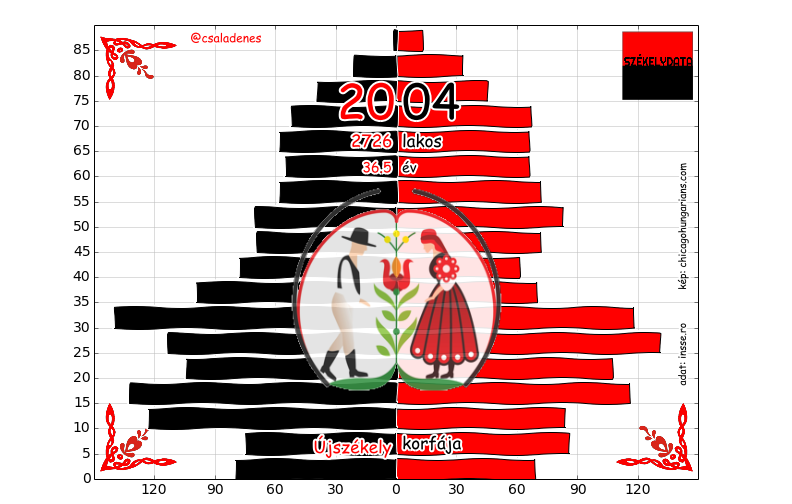 @csaladenes
SZÉKELYDATA
2004
2726 lakos
36.5 év
kép: chicagohungarians.com
adat: insse.ro
Újszékely korfája
85
80
75
70
65
60
55
50
45
40
35
30
25
20
15
10
5
0
120 90 60 30 0 30 60 90 120